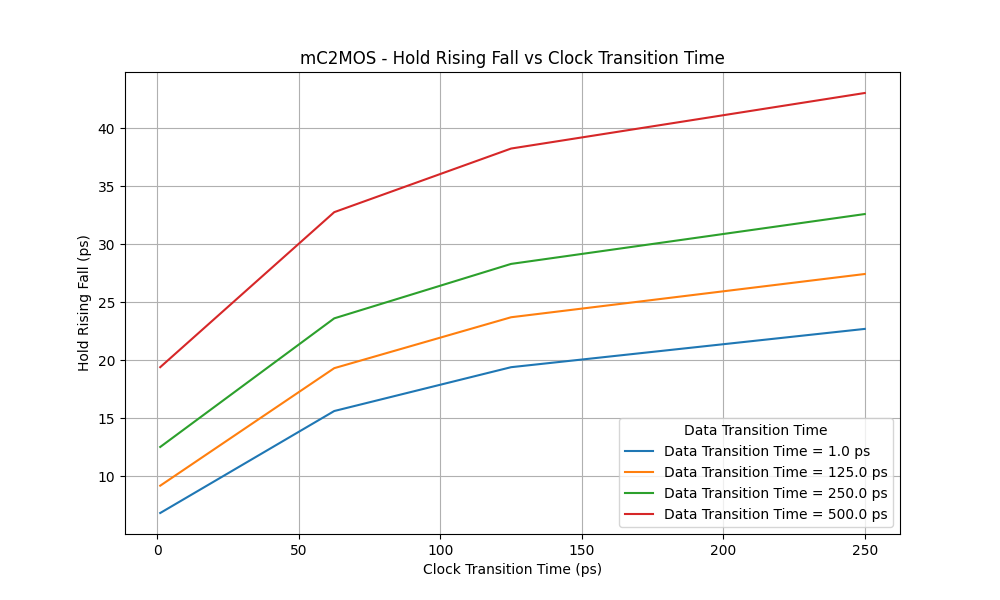 mC2MOS - Hold Rising Fall vs Clock Transition Time
Hold Rising Fall (ps)
40
35
30
25
20
15
10
0
50
100
150
200
250
Clock Transition Time (ps)
Data Transition Time
Data Transition Time = 1.0 ps
Data Transition Time = 125.0 ps
Data Transition Time = 250.0 ps
Data Transition Time = 500.0 ps